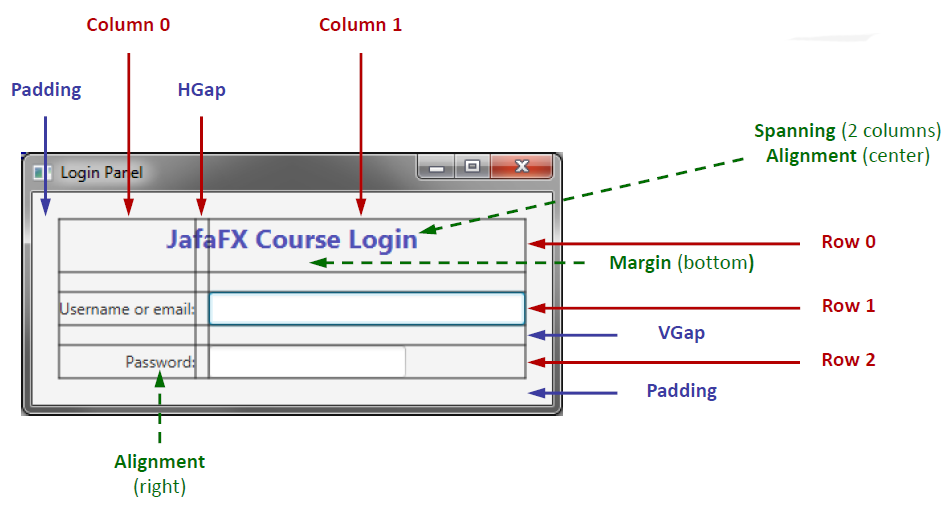 Column 0
Column 1
Padding
HGap
Spanning (2 columns)
Alignment (center)
Login Panel
JafaFX Course Login
Row 0
Margin (bottom)
Username or email:
Row 1
VGap
Password:
Row 2
Padding
Alignment
(right)